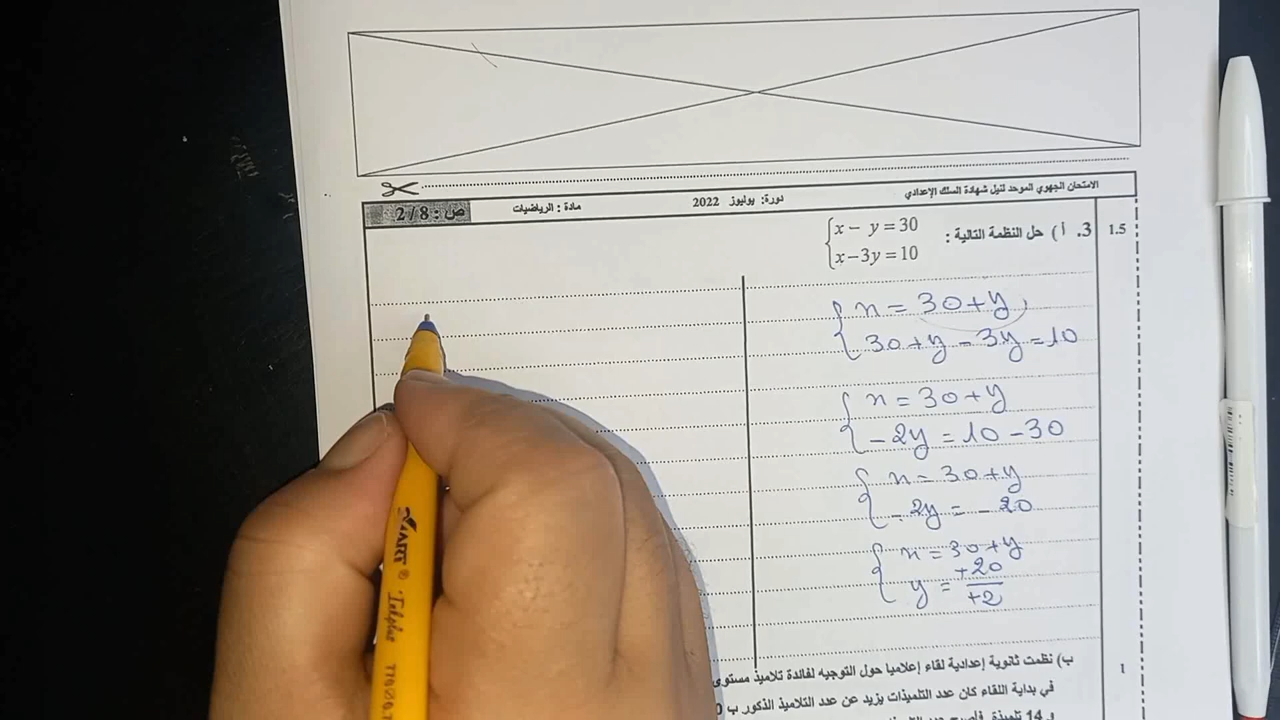 الامتحان الجهوي الموحد لنيل شهادة السلك الإعدادي
دورة: يوليوز 2022
مادة : الرياضيات
ص : 2/8
1.5
3. أ) حل النظمة التالية :
x - y = 30
x-3y = 10
x = 30+y
30+y - 3y = 10
x = 30+y
-2y = 10 -30
x = 30+y
-2y = -20
x = 30+y
y = +20/+2
1
ب) نظمت ثانوية إعدادية لقاء إعلاميا حول التوجيه لفائدة تلاميذ مستوى
في بداية اللقاء كان عدد التلميذات يزيد عن عدد التلاميذ الذكور ب
و 14 تلميذة